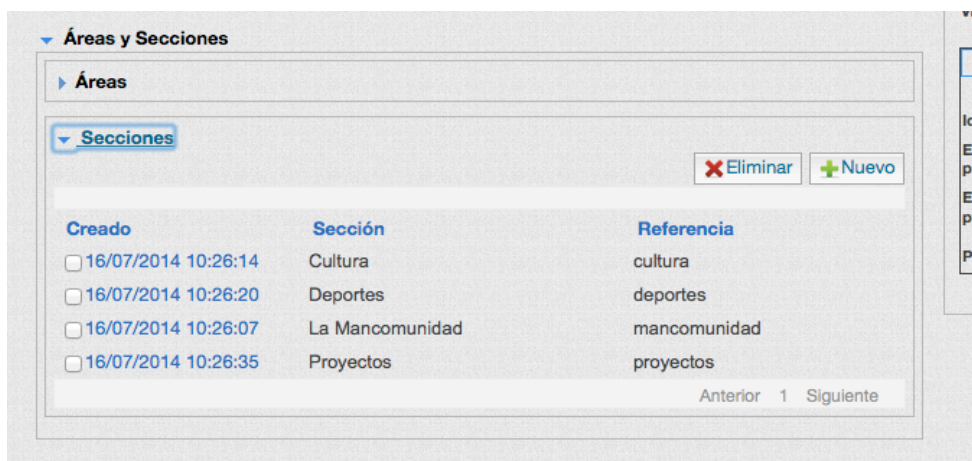 Áreas y Secciones
Áreas
Secciones
Eliminar Nuevo
Creado Sección Referencia
16/07/2014 10:26:14 Cultura cultura
16/07/2014 10:26:20 Deportes deportes
16/07/2014 10:26:07 La Mancomunidad mancomunidad
16/07/2014 10:26:35 Proyectos proyectos
Anterior 1 Siguiente